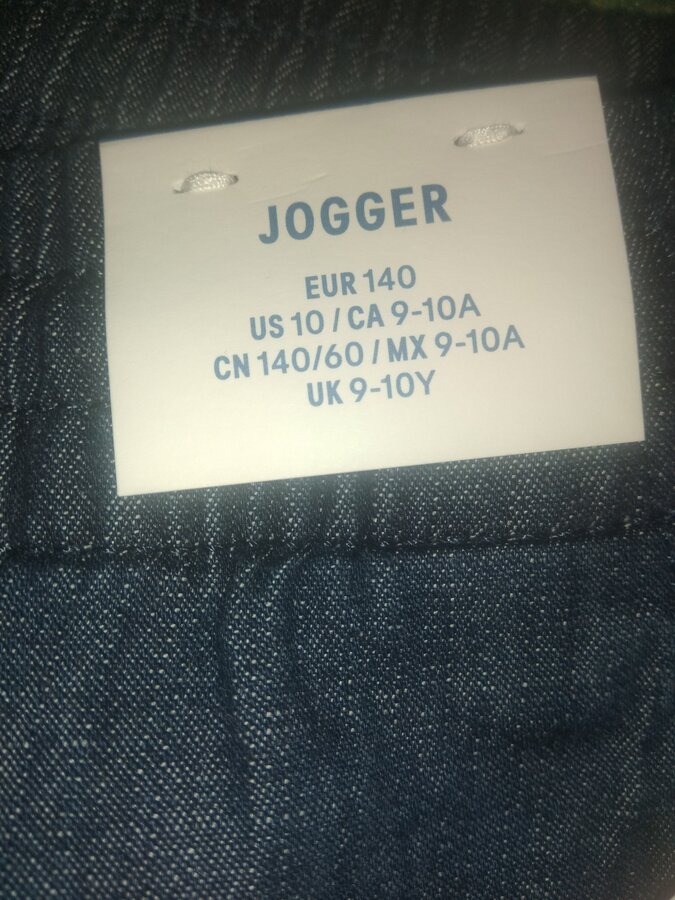 JOGGER
EUR 140
US 10 / CA 9-10A
CN 140/60 / MX 9-10A
UK 9-10Y